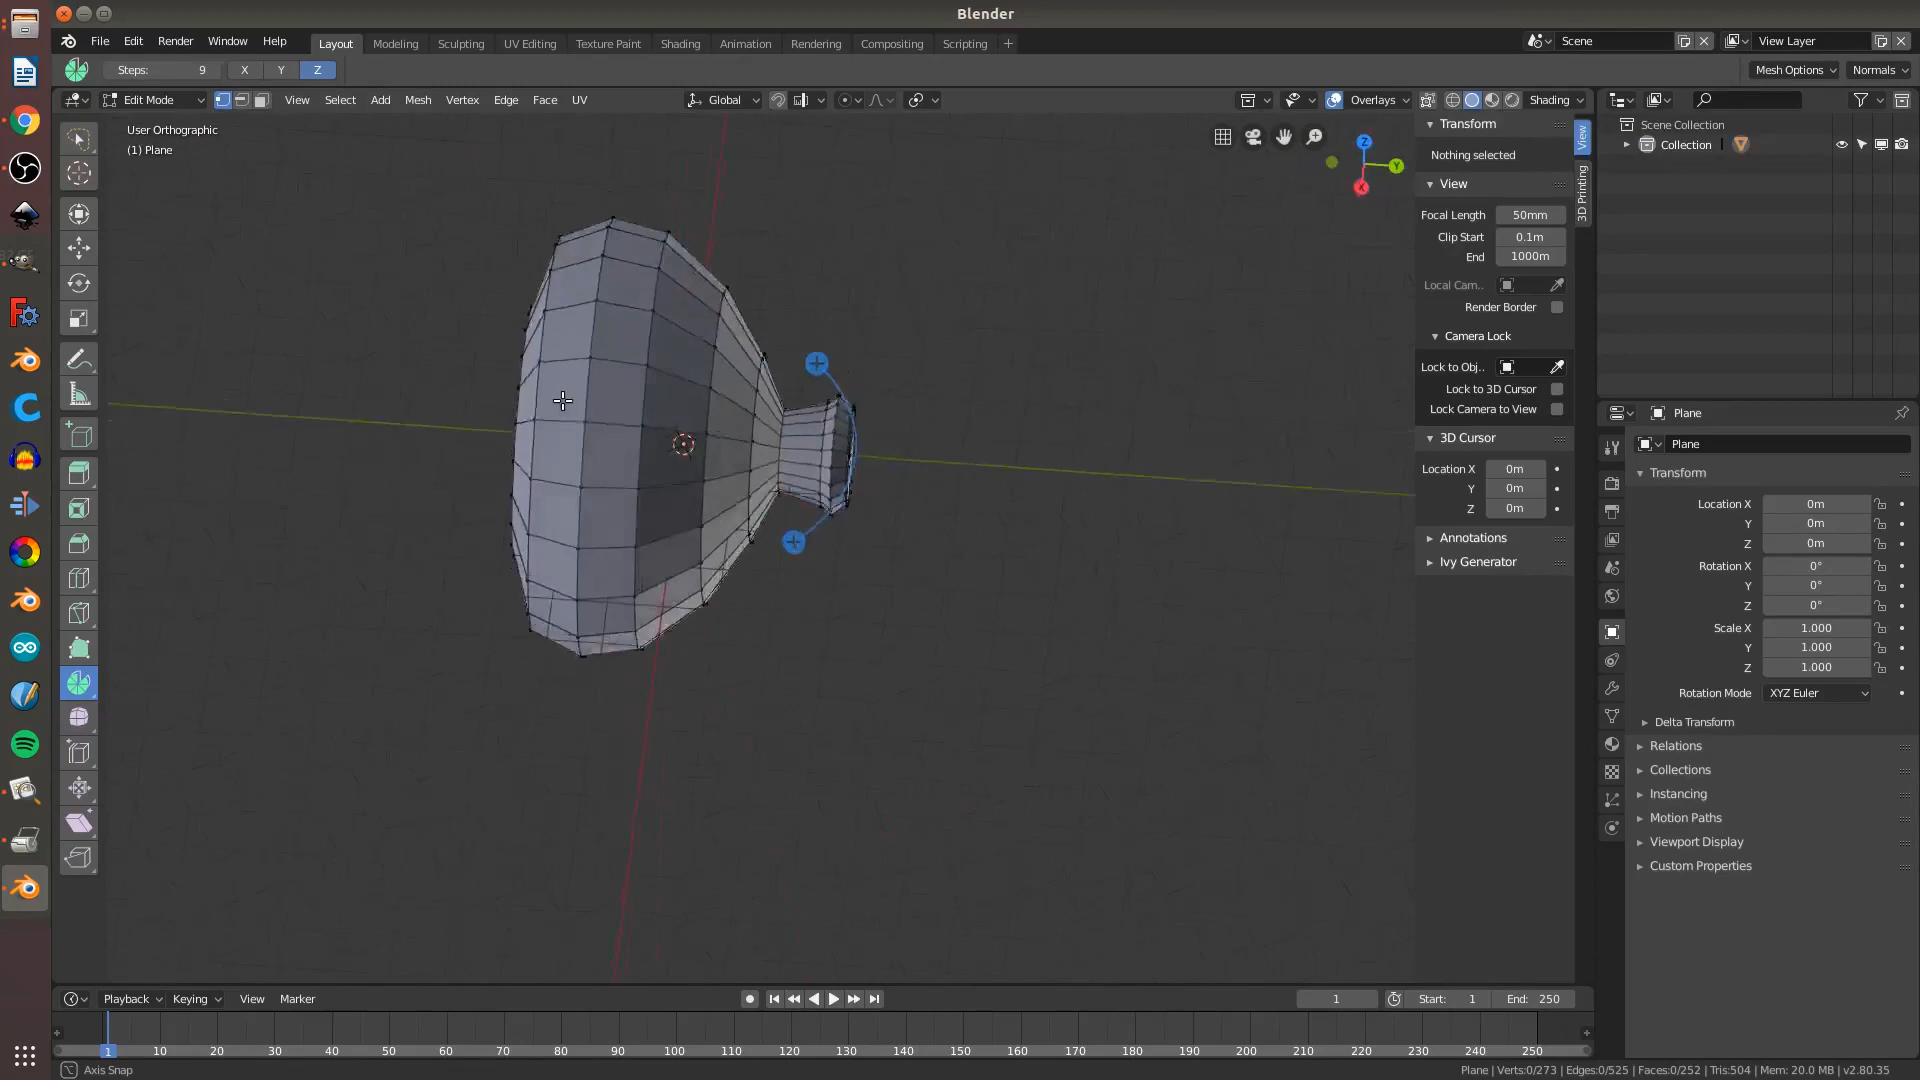 Blender
File Edit Render Window Help Layout Modeling Sculpting UV Editing Texture Paint Shading Animation Rendering Compositing Scripting + Scene View Layer
Steps: 9 X Y Z Mesh Options Normals
Edit Mode View Select Add Mesh Vertex Edge Face UV Global Overlays Shading
User Orthographic
(1) Plane
Z
Y
X
Transform
Nothing selected
View
Focal Length 50mm
Clip Start 0.1m
End 1000m
Local Cam..
Render Border
Camera Lock
Lock to Obj..
Lock to 3D Cursor
Lock Camera to View
3D Cursor
Location X 0m
Y 0m
Z 0m
Annotations
Ivy Generator
View
3D Printing
Scene Collection
Collection
Plane
Plane
Transform
Location X 0m
Y 0m
Z 0m
Rotation X 0°
Y 0°
Z 0°
Scale X 1.000
Y 1.000
Z 1.000
Rotation Mode XYZ Euler
Delta Transform
Relations
Collections
Instancing
Motion Paths
Viewport Display
Custom Properties
Playback Keying View Marker 1 Start: 1 End: 250
1 10 20 30 40 50 60 70 80 90 100 110 120 130 140 150 160 170 180 190 200 210 220 230 240 250
Axis Snap Plane | Verts:0/273 | Edges:0/525 | Faces:0/252 | Tris:504 | Mem: 20.0 MB | v2.80.35